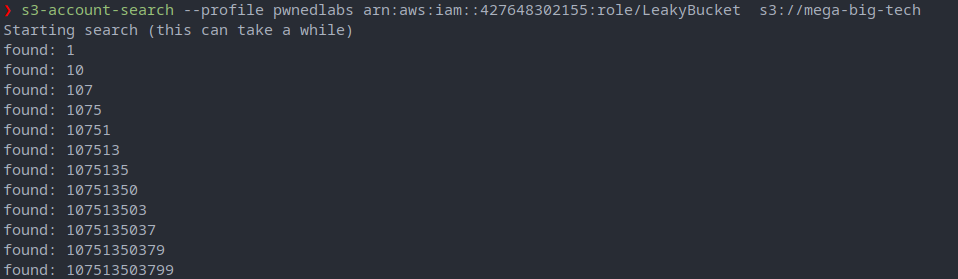 ❯ s3-account-search --profile pwnedlabs arn:aws:iam::427648302155:role/LeakyBucket  s3://mega-big-tech
Starting search (this can take a while)
found: 1
found: 10
found: 107
found: 1075
found: 10751
found: 107513
found: 1075135
found: 10751350
found: 107513503
found: 1075135037
found: 10751350379
found: 107513503799